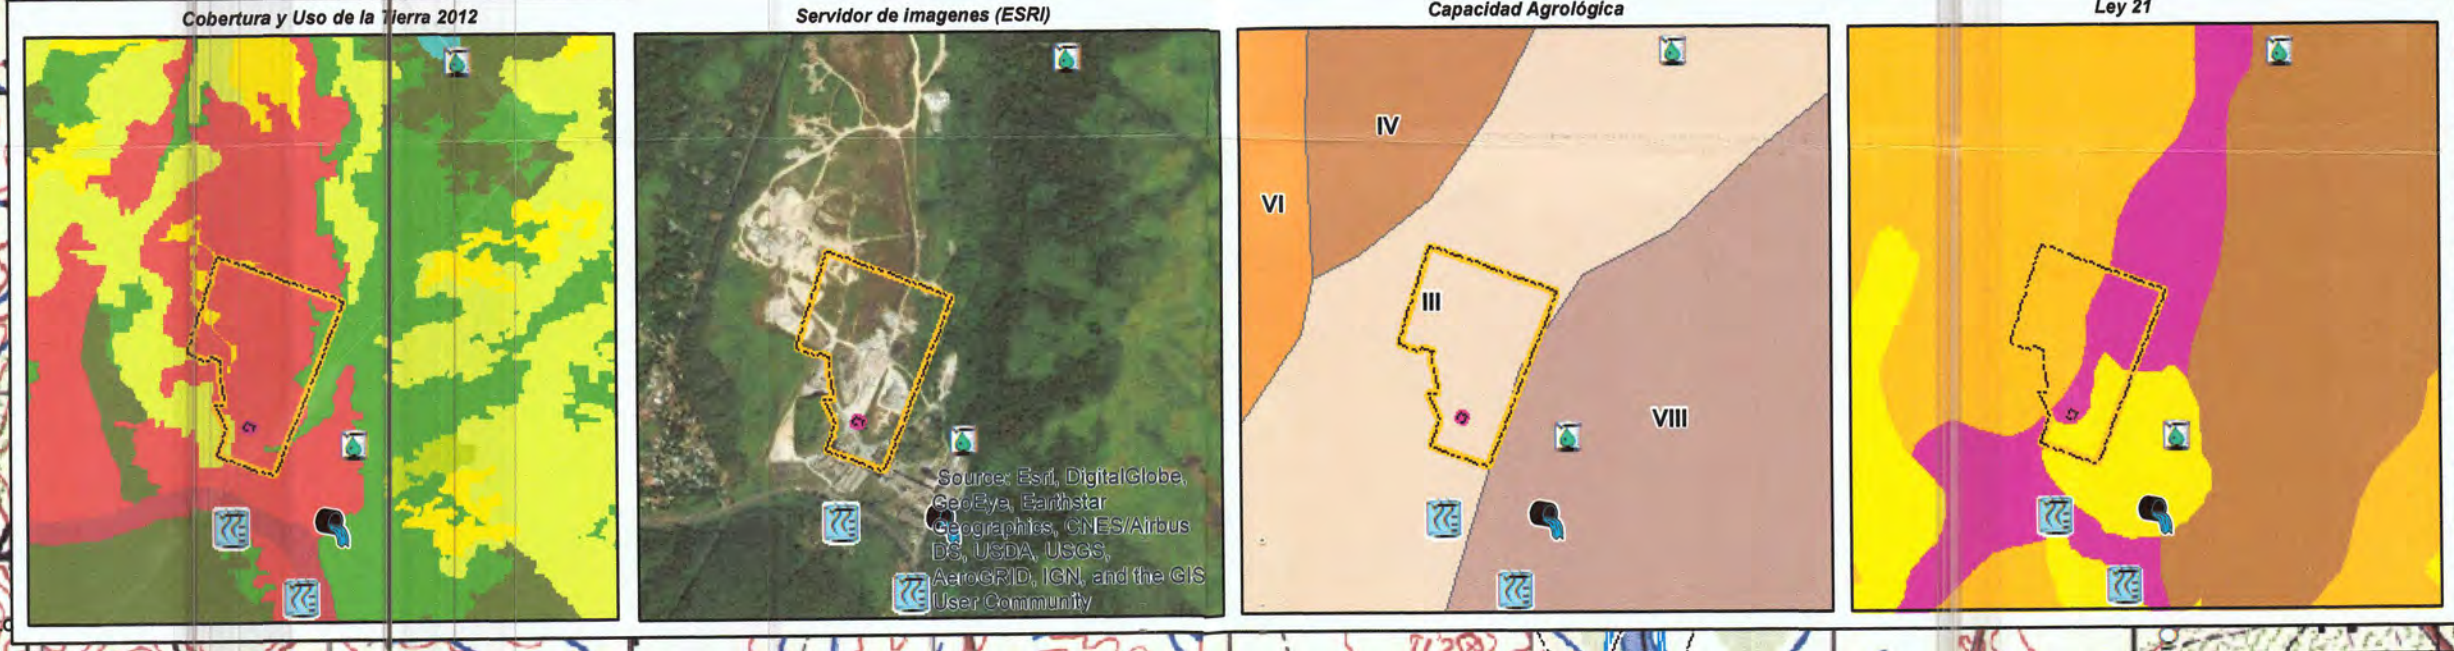 Cobertura y Uso de la Tierra 2012
Servidor de imagenes (ESRI)
Capacidad Agrológica
Ley 21
IV
VI
III
VIII
Source: Esri, DigitalGlobe,
GeoEye, Earthstar
Geographics, CNES/Airbus
DS, USDA, USGS,
AeroGRID, IGN, and the GIS
User Community